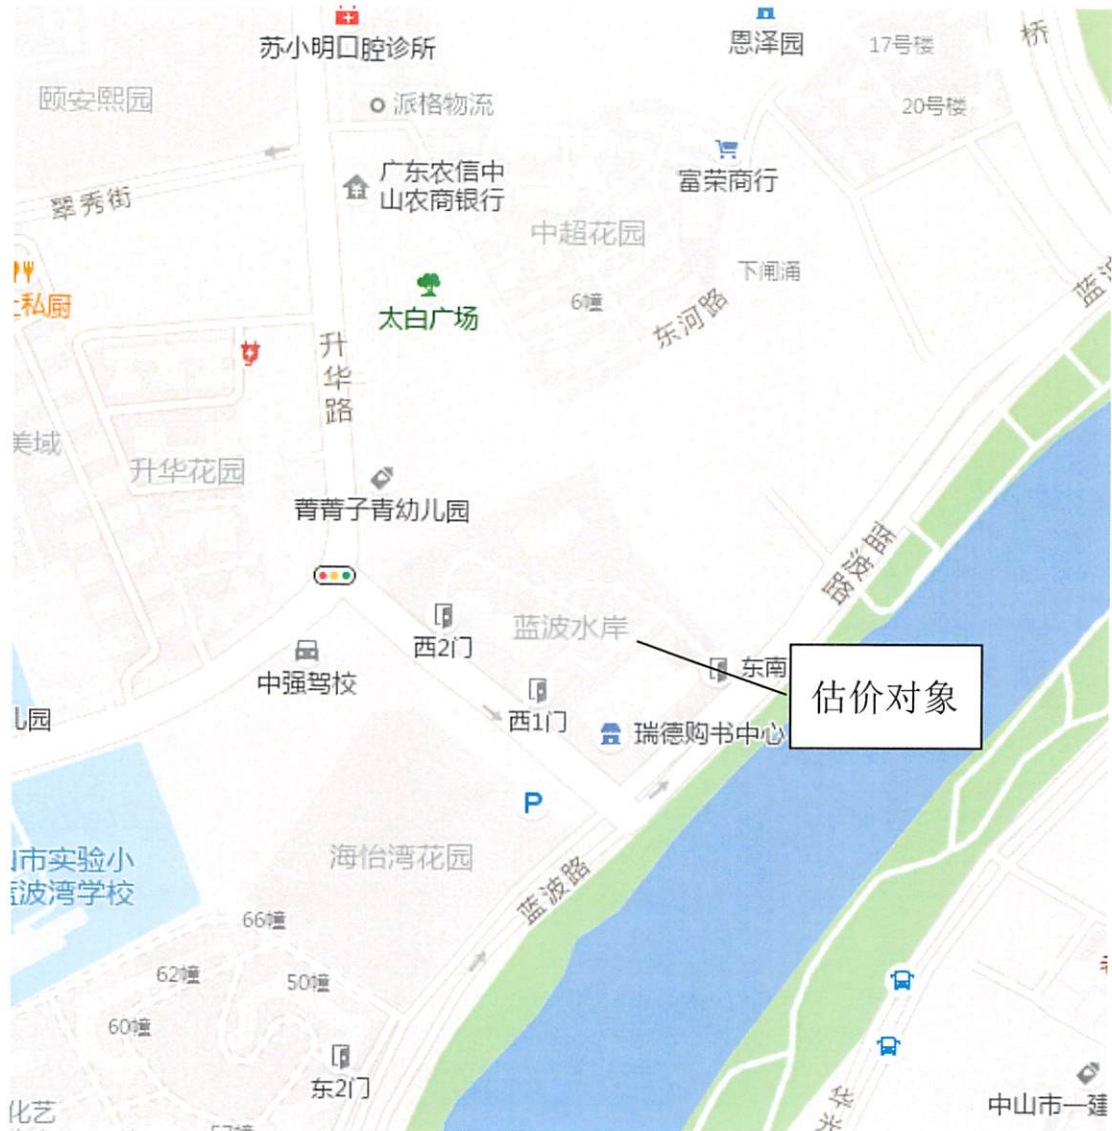 桥
苏小明口腔诊所
恩泽园
17号楼
颐安熙园
派格物流
20号楼
广东农信中
山农商银行
富荣商行
翠秀街
中超花园
下闸涌
蓝波
私厨
6幢
太白广场
东河路
升华路
美域
升华花园
菁菁子青幼儿园
蓝波路
西2门
蓝波水岸
东南
估价对象
中强驾校
西1门
瑞德购书中心
儿园
P
市实验小
波湾学校
海怡湾花园
蓝波路
66幢
62幢
50幢
60幢
东2门
化艺
57幢
中山市一建